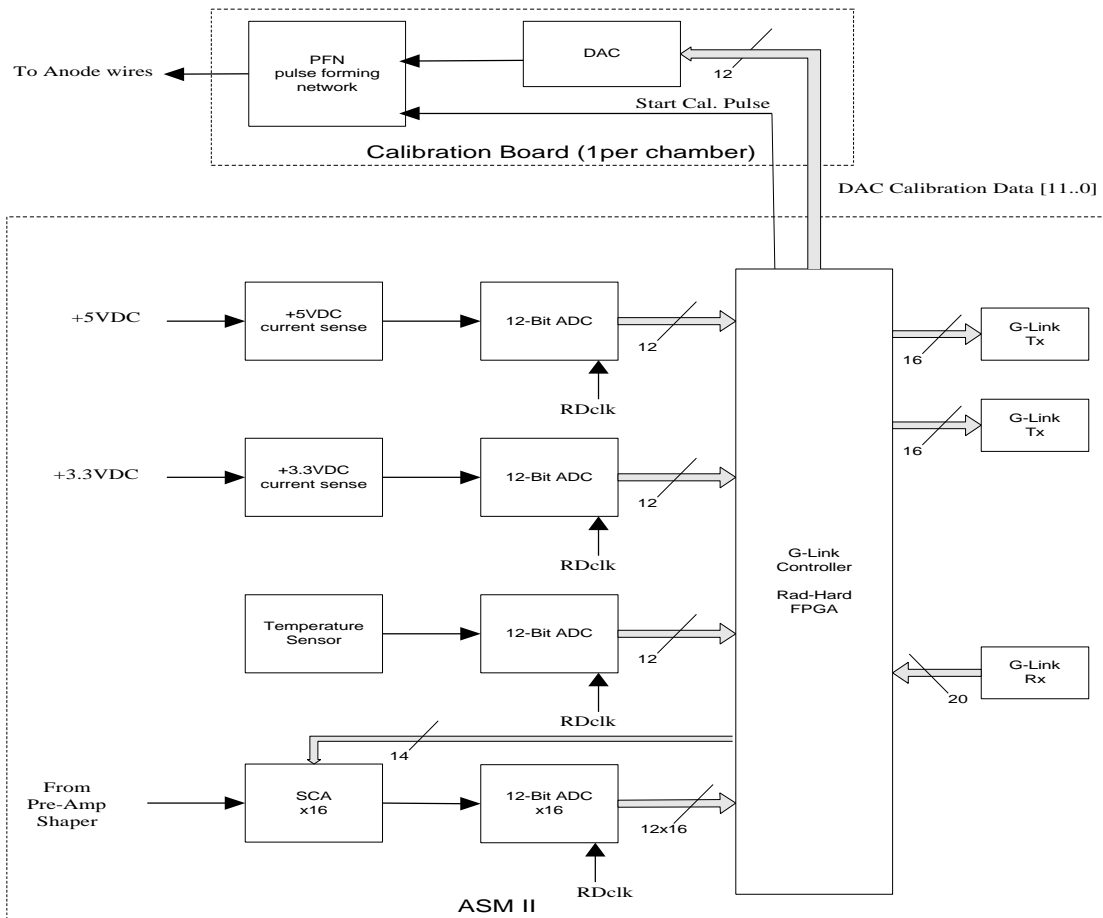 PFN
pulse forming
network
DAC
12
To Anode wires
Start Cal. Pulse
Calibration Board (1per chamber)
DAC Calibration Data [11..0]
+5VDC
+5VDC
current sense
12-Bit ADC
12
RDclk
G-Link
Tx
16
G-Link
Tx
16
+3.3VDC
+3.3VDC
current sense
12-Bit ADC
12
RDclk
G-Link
Controller
Rad-Hard
FPGA
Temperature
Sensor
12-Bit ADC
12
RDclk
G-Link
Rx
20
14
From
Pre-Amp
Shaper
SCA
x16
12-Bit ADC
x16
12x16
RDclk
ASM II